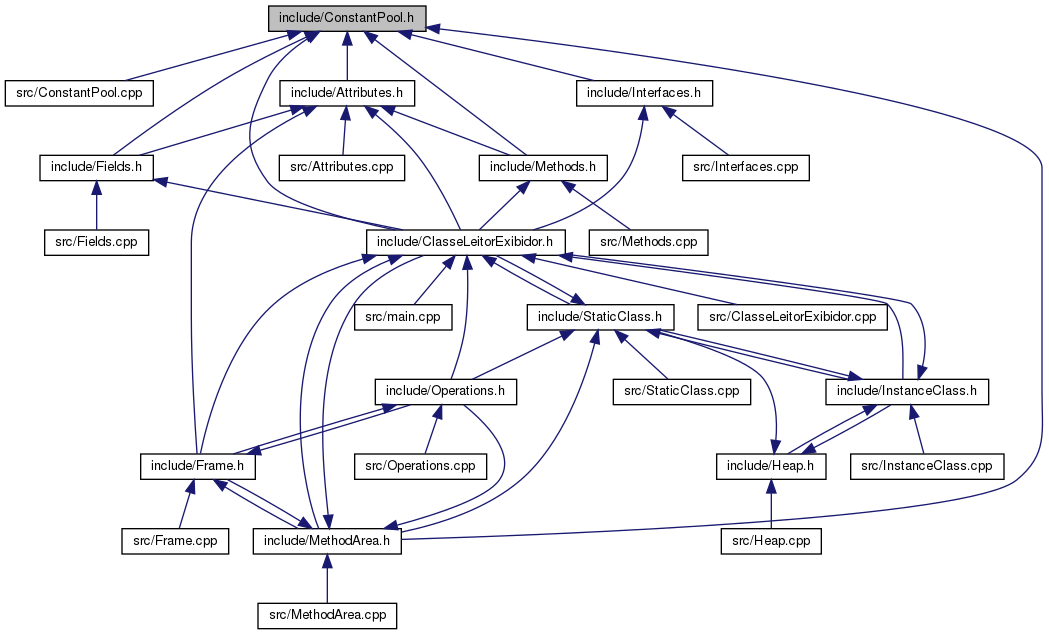 include/ConstantPool.h
src/ConstantPool.cpp
include/Attributes.h
include/Interfaces.h
include/Fields.h
src/Attributes.cpp
include/Methods.h
src/Interfaces.cpp
src/Fields.cpp
include/ClasseLeitorExibidor.h
src/Methods.cpp
src/main.cpp
include/StaticClass.h
src/ClasseLeitorExibidor.cpp
include/Operations.h
src/StaticClass.cpp
include/InstanceClass.h
include/Frame.h
src/Operations.cpp
include/Heap.h
src/InstanceClass.cpp
src/Frame.cpp
include/MethodArea.h
src/Heap.cpp
src/MethodArea.cpp